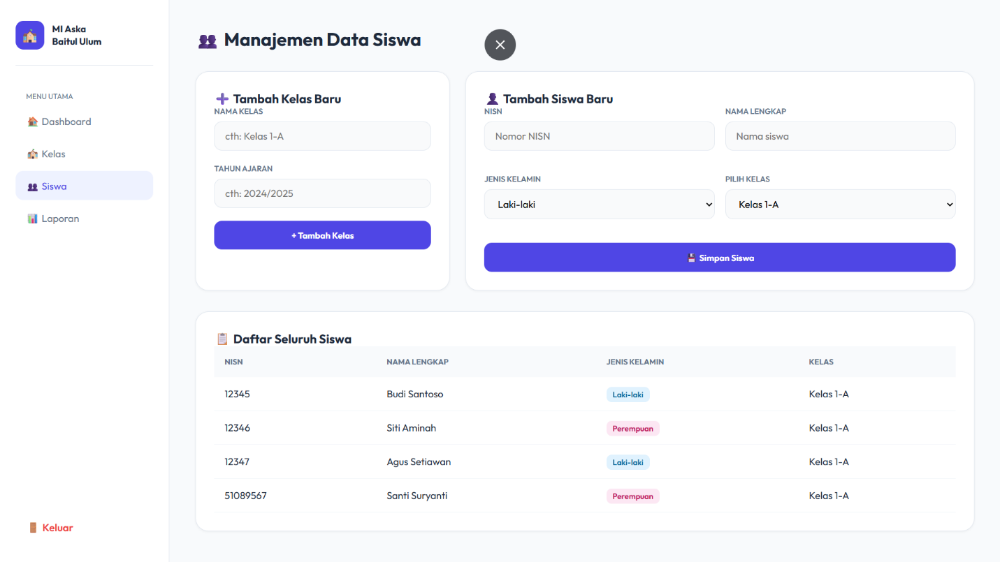 MI Aska
Baitul Ulum
MENU UTAMA
Dashboard
Kelas
Siswa
Laporan
Keluar
Manajemen Data Siswa
Tambah Kelas Baru
NAMA KELAS
cth: Kelas 1-A
TAHUN AJARAN
cth: 2024/2025
+ Tambah Kelas
Tambah Siswa Baru
NISN NAMA LENGKAP
Nomor NISN Nama siswa
JENIS KELAMIN PILIH KELAS
Laki-laki Kelas 1-A
Simpan Siswa
Daftar Seluruh Siswa
NISN NAMA LENGKAP JENIS KELAMIN KELAS
12345 Budi Santoso Laki-laki Kelas 1-A
12346 Siti Aminah Perempuan Kelas 1-A
12347 Agus Setiawan Laki-laki Kelas 1-A
51089567 Santi Suryanti Perempuan Kelas 1-A